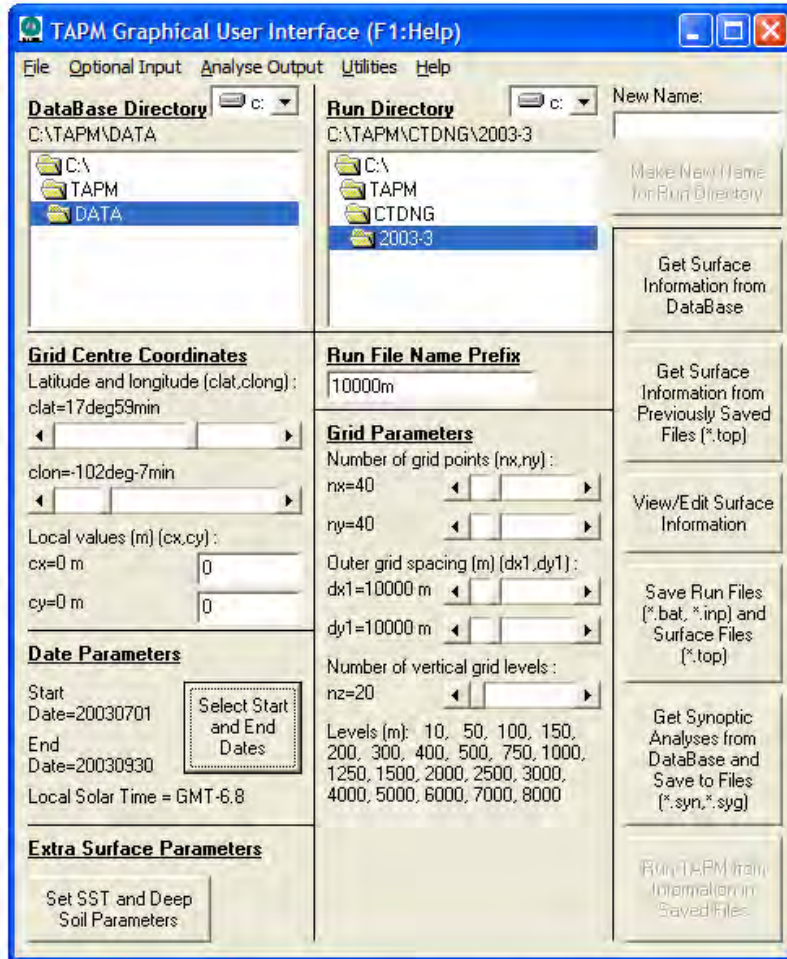 TAPM Graphical User Interface (F1:Help)
File Optional Input Analyse Output Utilities Help
DataBase Directory
c:
C:\TAPM\DATA
C:\
TAPM
DATA
Run Directory
c:
C:\TAPM\CTDNG\2003-3
C:\
TAPM
CTDNG
2003-3
New Name:
Make New Name
for Run Directory
Grid Centre Coordinates
Latitude and longitude (clat,clong) :
clat=17deg59min
clon=-102deg-7min
Local values (m) (cx,cy) :
cx=0 m
0
cy=0 m
0
Date Parameters
Start
Date=20030701
End
Date=20030930
Select Start
and End
Dates
Local Solar Time = GMT-6.8
Extra Surface Parameters
Set SST and Deep
Soil Parameters
Run File Name Prefix
10000m
Grid Parameters
Number of grid points (nx,ny) :
nx=40
ny=40
Outer grid spacing (m) (dx1,dy1) :
dx1=10000 m
dy1=10000 m
Number of vertical grid levels :
nz=20
Levels (m): 10, 50, 100, 150,
200, 300, 400, 500, 750, 1000,
1250, 1500, 2000, 2500, 3000,
4000, 5000, 6000, 7000, 8000
Get Surface
Information from
DataBase
Get Surface
Information from
Previously Saved
Files (*.top)
View/Edit Surface
Information
Save Run Files
(*.bat, *.inp) and
Surface Files
(*.top)
Get Synoptic
Analyses from
DataBase and
Save to Files
(*.syn,*.syg)
Run TAPM from
Information in
Saved Files